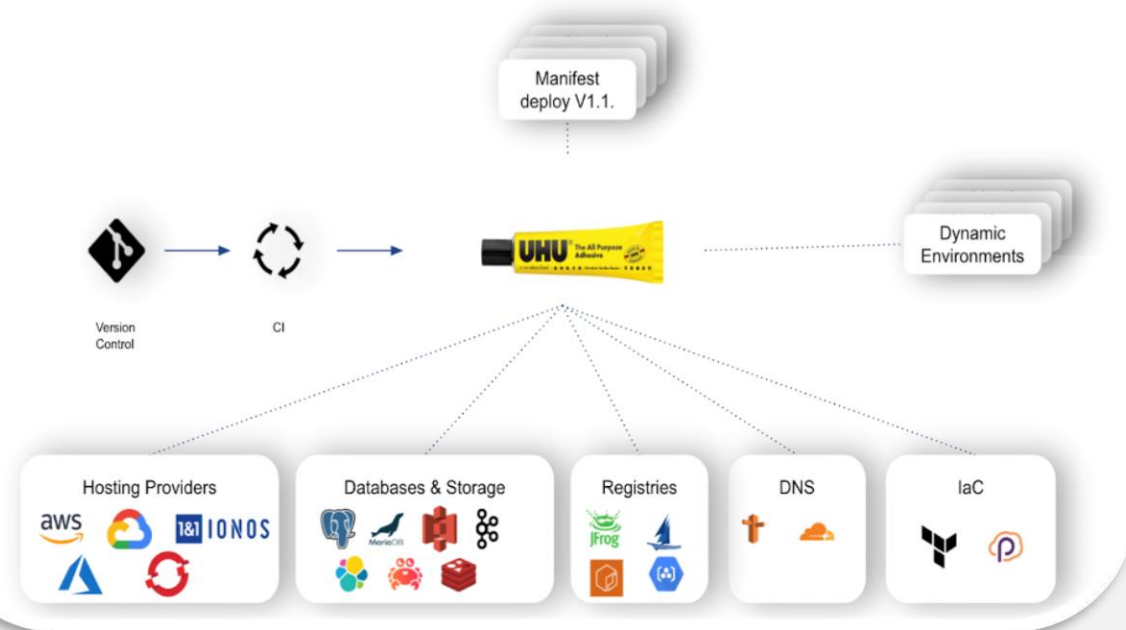 Manifest
deploy V1.1.
Dynamic
Environments
UHU® The All Purpose
Adhesive
Version
Control
CI
Hosting Providers
Databases & Storage
Registries
DNS
IaC
aws
1&1 IONOS
MariaDB
JFrog